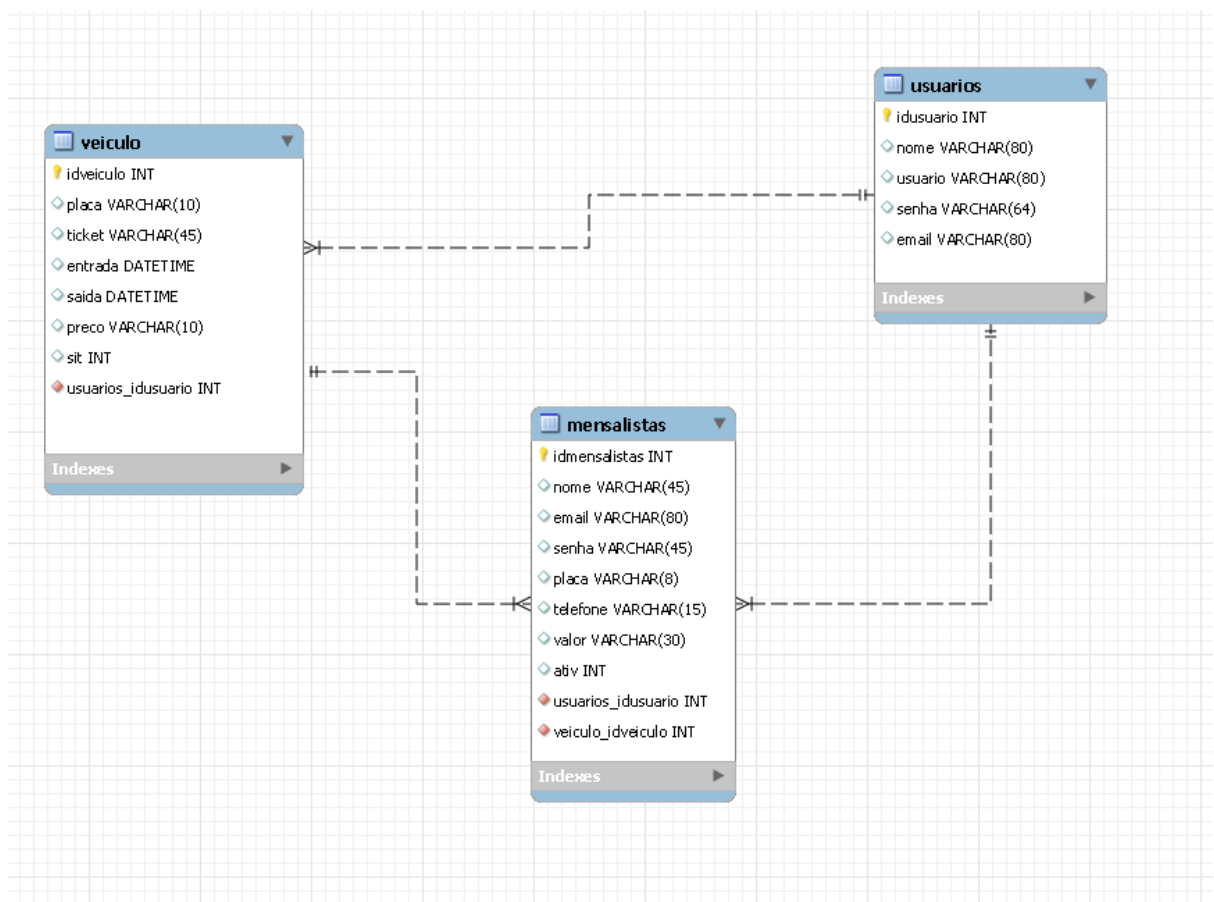 veiculo
idveiculo INT
placa VARCHAR(10)
ticket VARCHAR(45)
entrada DATETIME
saida DATETIME
preco VARCHAR(10)
sit INT
usuarios_idusuario INT
Indexes
usuarios
idusuario INT
nome VARCHAR(80)
usuario VARCHAR(80)
senha VARCHAR(64)
email VARCHAR(80)
Indexes
mensalistas
idmensalistas INT
nome VARCHAR(45)
email VARCHAR(80)
senha VARCHAR(45)
placa VARCHAR(8)
telefone VARCHAR(15)
valor VARCHAR(30)
ativ INT
usuarios_idusuario INT
veiculo_idveiculo INT
Indexes